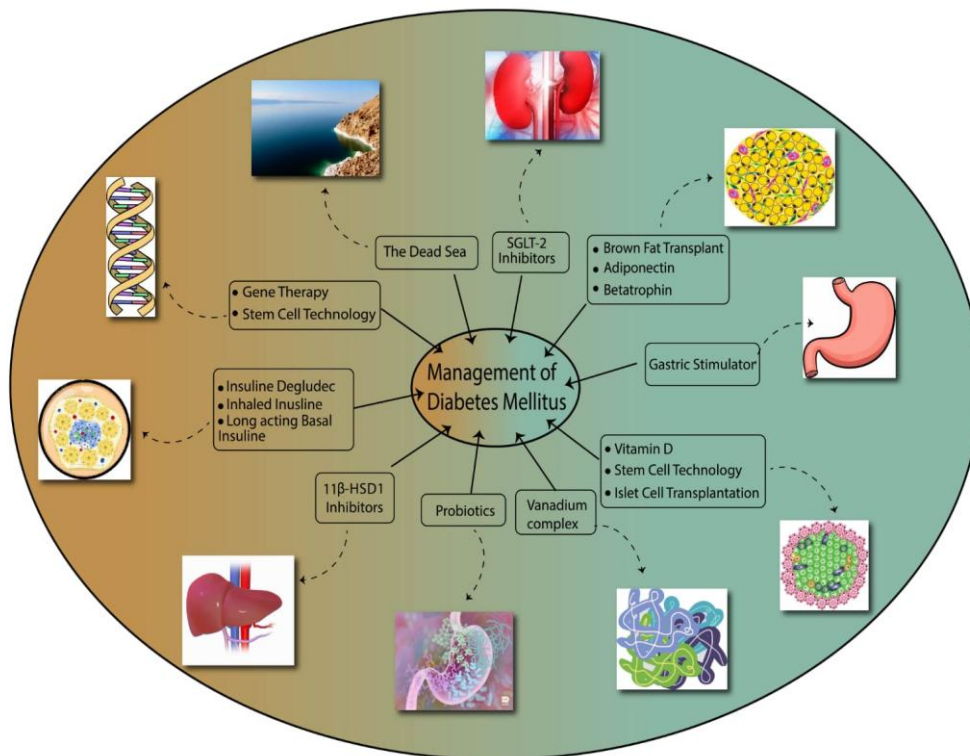 The Dead Sea
SGLT-2
Inhibitors
• Brown Fat Transplant
• Adiponectin
• Betatrophin
• Gene Therapy
• Stem Cell Technology
Gastric Stimulator
Management of
Diabetes Mellitus
• Insuline Degludec
• Inhaled Inusline
• Long acting Basal
Insuline
• Vitamin D
• Stem Cell Technology
• Islet Cell Transplantation
11β-HSD1
Inhibitors
Probiotics
Vanadium
complex